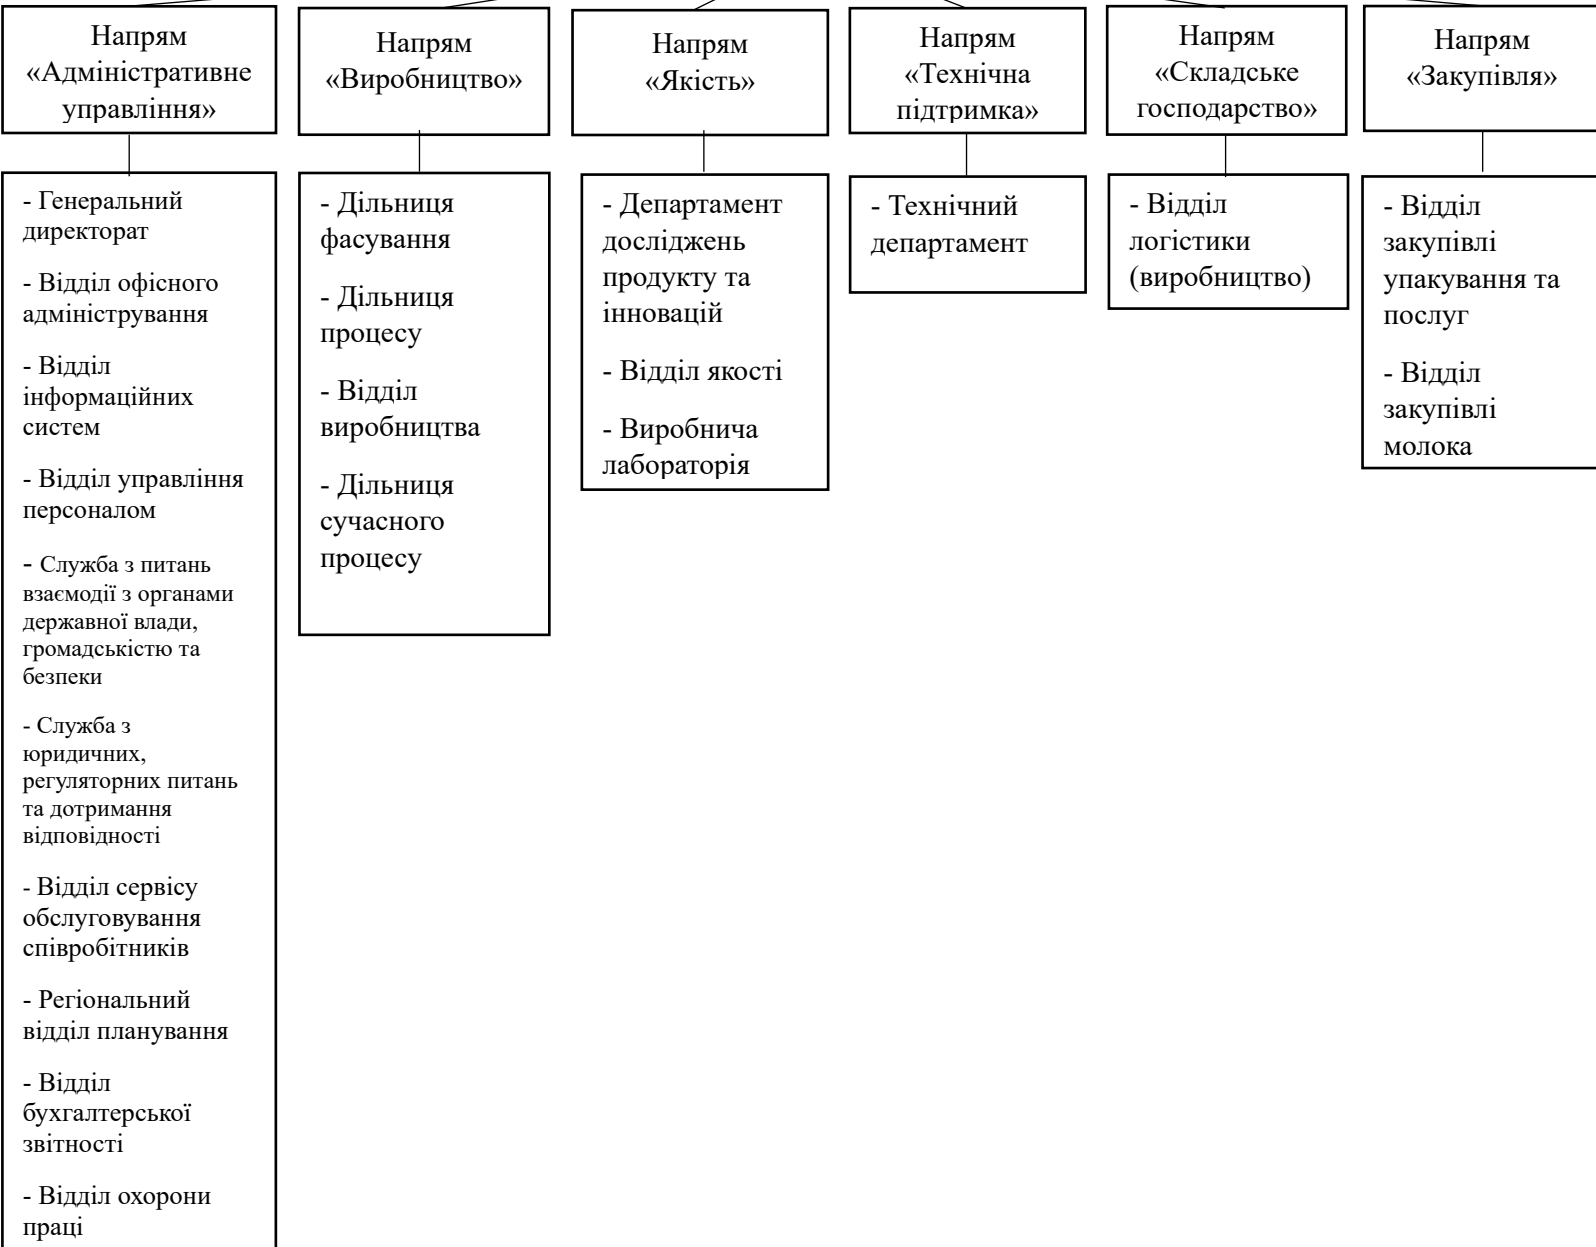 Напрям
«Адміністративне
управління»
Напрям
«Виробництво»
Напрям
«Якість»
Напрям
«Технічна
підтримка»
Напрям
«Складське
господарство»
Напрям
«Закупівля»
- Генеральний
директорат
- Відділ офісного
адміністрування
- Відділ
інформаційних
систем
- Відділ управління
персоналом
- Служба з питань
взаємодії з органами
державної влади,
громадськістю та
безпеки
- Служба з
юридичних,
регуляторних питань
та дотримання
відповідності
- Відділ сервісу
обслуговування
співробітників
- Регіональний
відділ планування
- Відділ
бухгалтерської
звітності
- Відділ охорони
праці
- Дільниця
фасування
- Дільниця
процесу
- Відділ
виробництва
- Дільниця
сучасного
процесу
- Департамент
досліджень
продукту та
інновацій
- Відділ якості
- Виробнича
лабораторія
- Технічний
департамент
- Відділ
логістики
(виробництво)
- Відділ
закупівлі
упакування та
послуг
- Відділ
закупівлі
молока